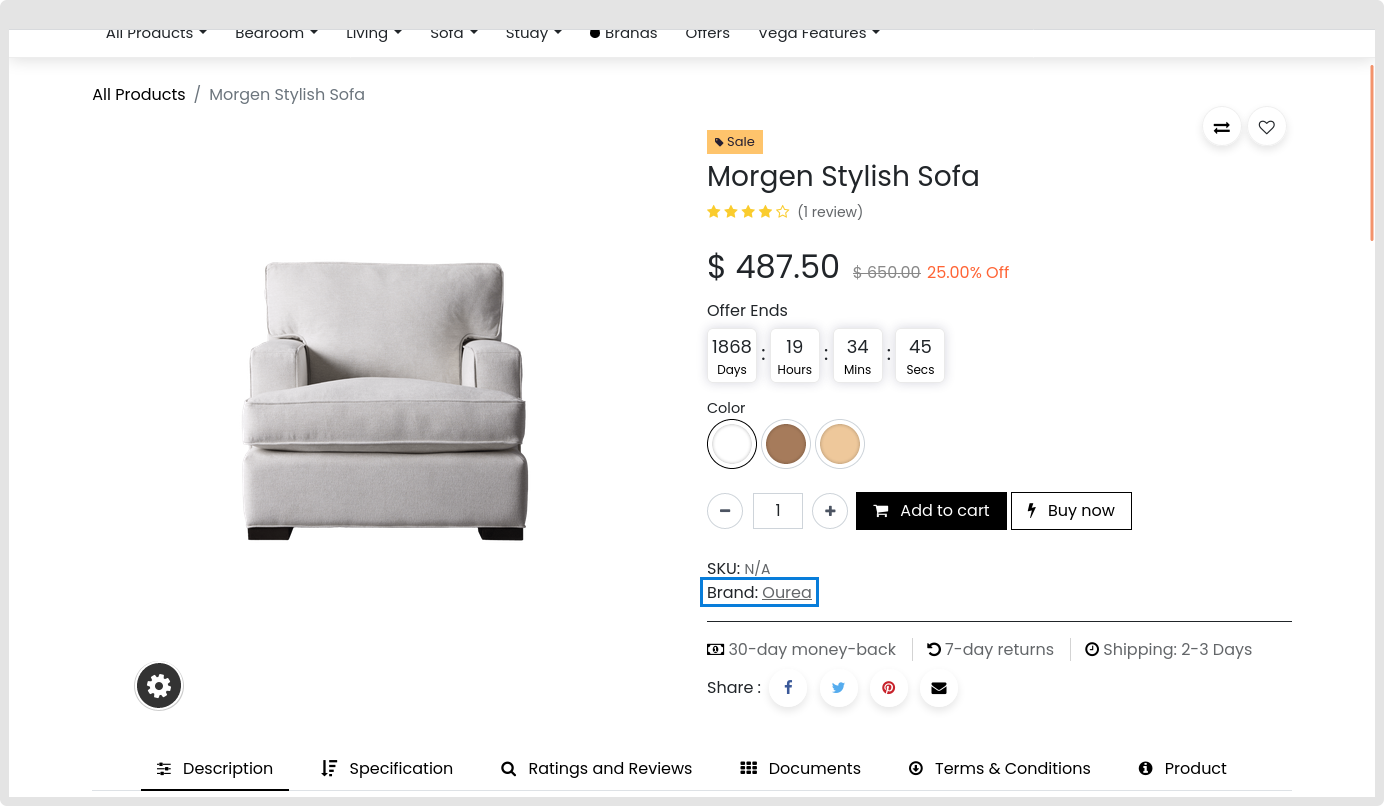 All Products Bedroom Living Sofa Study Brands Offers Vega Features
All Products / Morgen Stylish Sofa
Sale
Morgen Stylish Sofa
(1 review)
$ 487.50 $ 650.00 25.00% Off
Offer Ends
1868 : 19 : 34 : 45
Days Hours Mins Secs
Color
1 Add to cart Buy now
SKU: N/A
Brand: Ourea
30-day money-back 7-day returns Shipping: 2-3 Days
Share :
Description Specification Ratings and Reviews Documents Terms & Conditions Product